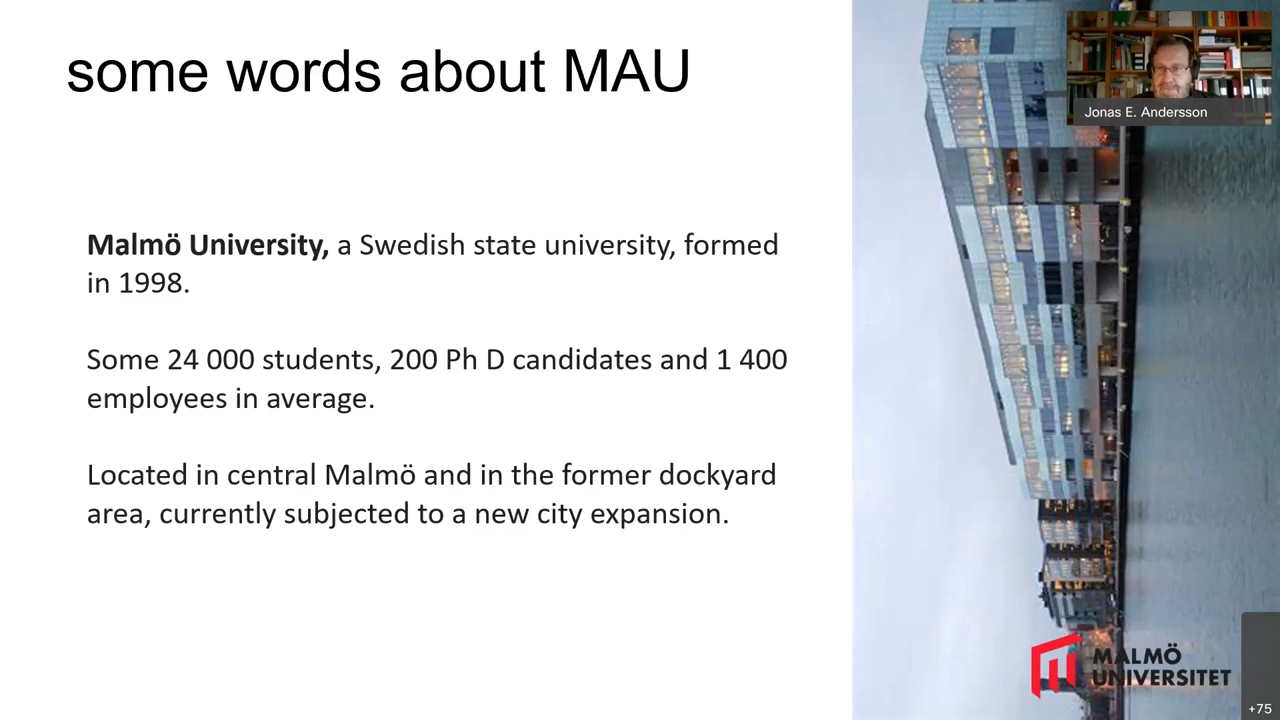 some words about MAU
Jonas E. Andersson
Malmö University, a Swedish state university, formed
in 1998.
Some 24 000 students, 200 Ph D candidates and 1 400
employees in average.
Located in central Malmö and in the former dockyard
area, currently subjected to a new city expansion.
MALMÖ
UNIVERSITET
+75